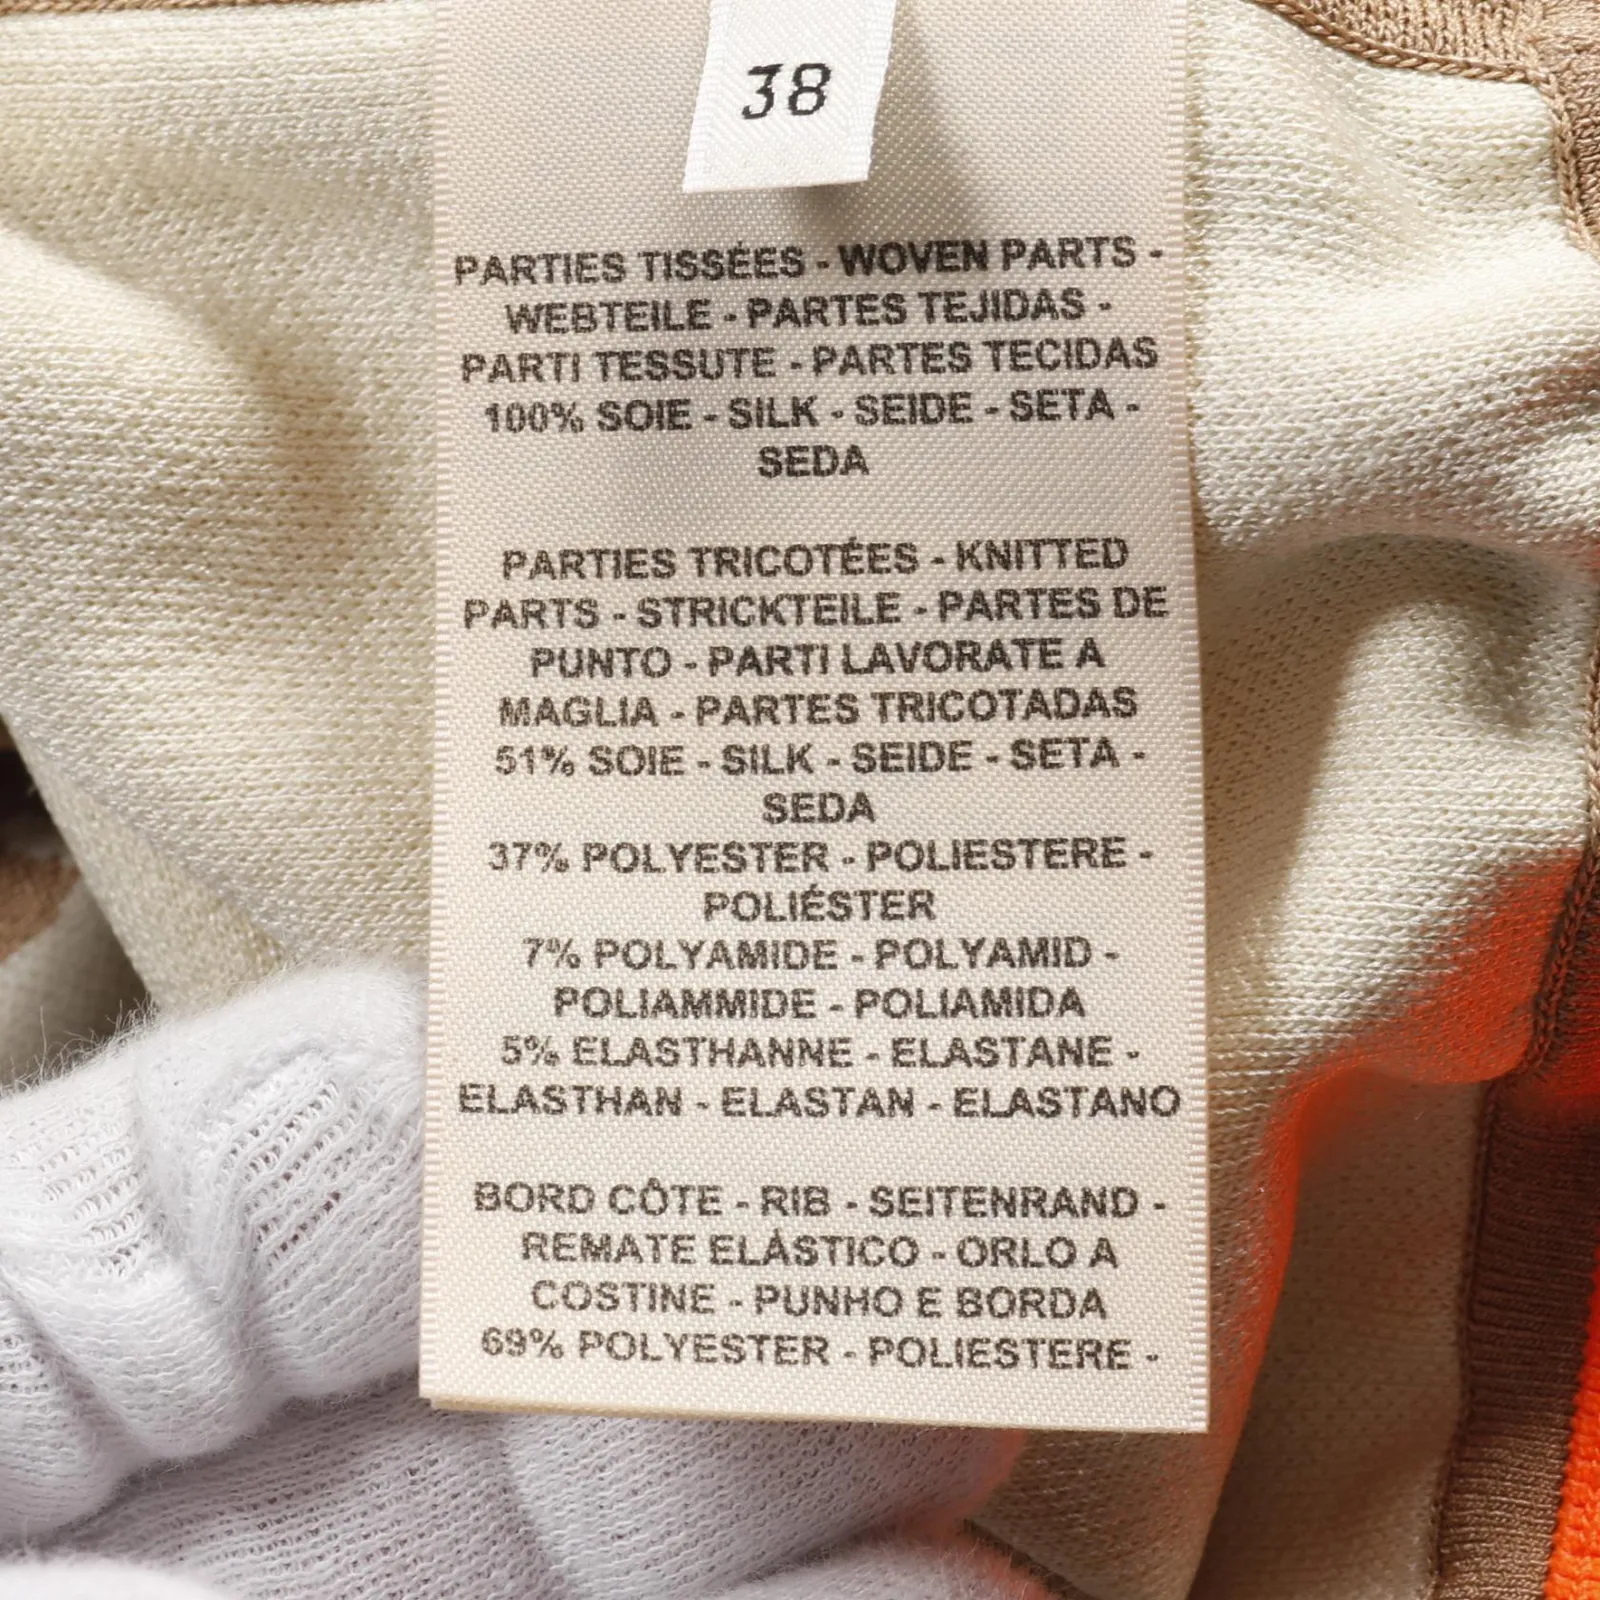 38
PARTIES TISSÉES - WOVEN PARTS -
WEBTEILE - PARTES TEJIDAS -
PARTI TESSUTE - PARTES TECIDAS
100% SOIE - SILK - SEIDE - SETA -
SEDA
PARTIES TRICOTÉES - KNITTED
PARTS - STRICKTEILE - PARTES DE
PUNTO - PARTI LAVORATE A
MAGLIA - PARTES TRICOTADAS
51% SOIE - SILK - SEIDE - SETA -
SEDA
37% POLYESTER - POLIESTERE -
POLIÉSTER
7% POLYAMIDE - POLYAMID -
POLIAMMIDE - POLIAMIDA
5% ELASTHANNE - ELASTANE -
ELASTHAN - ELASTAN - ELASTANO
BORD CÔTE - RIB - SEITENRAND -
REMATE ELÁSTICO - ORLO A
COSTINE - PUNHO E BORDA
69% POLYESTER - POLIESTERE -